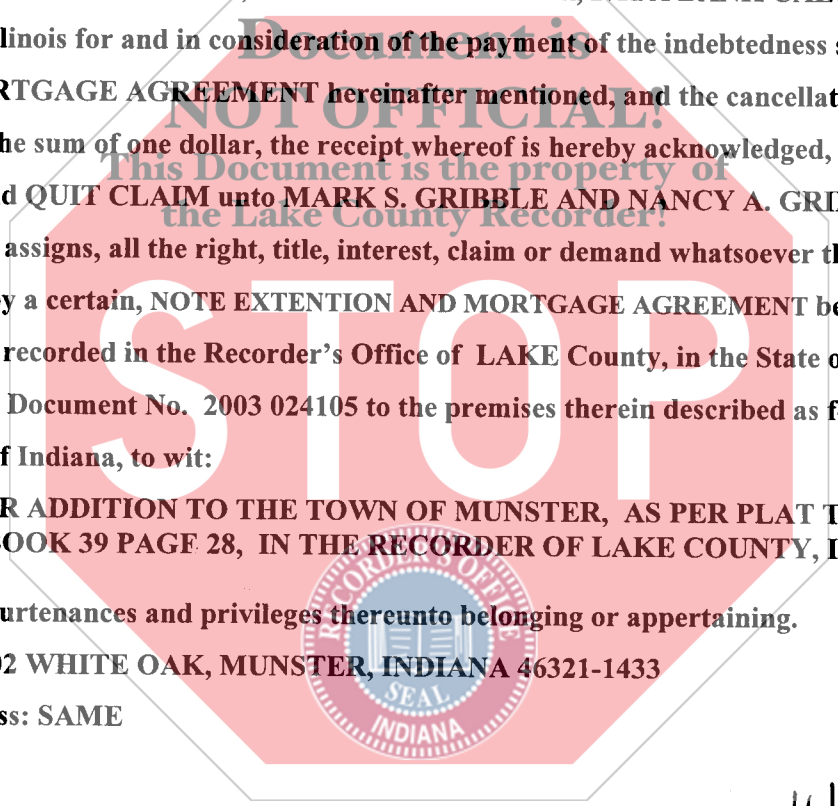 Document is
linois for and in consideration of the payment of the indebtedness
NOT OFFICIAL!
RTGAGE AGREEMENT hereinafter mentioned, and the cancellat
he sum of one dollar, the receipt whereof is hereby acknowledged,
This Document is the property of
d QUIT CLAIM unto MARK S. GRIBBLE AND NANCY A. GRI
the Lake County Recorder!
assigns, all the right, title, interest, claim or demand whatsoever th
y a certain, NOTE EXTENTION AND MORTGAGE AGREEMENT be
recorded in the Recorder's Office of LAKE County, in the State o
STOP
Document No. 2003 024105 to the premises therein described as f
f Indiana, to wit:
R ADDITION TO THE TOWN OF MUNSTER, AS PER PLAT T
OOK 39 PAGE 28, IN THE RECORDER OF LAKE COUNTY, I
urtenances and privileges thereunto belonging or appertaining.
2 WHITE OAK, MUNSTER, INDIANA 46321-1433
ss: SAME
RECORDER'S OFFICE
SEAL
INDIANA